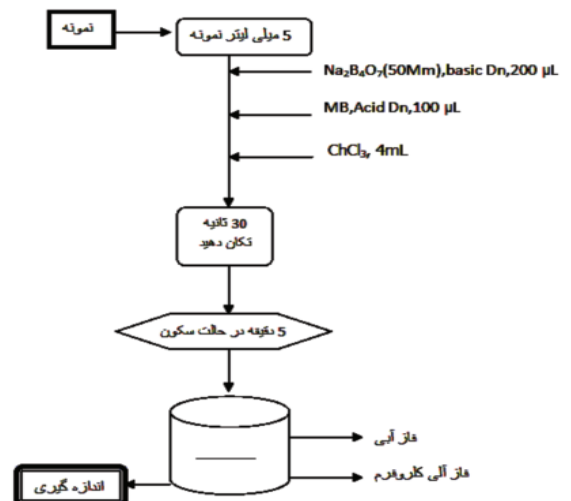 نمونه
5 میلی لیتر نمونه
Na₂B₄O₇(50Mm),basic Dn,200 µL
MB,Acid Dn,100 µL
ChCl₃, 4mL
30 ثانیه
تکان دهید
5 دقیقه در حالت سکون
فاز آبی
فاز آلی کلروفرم
اندازه گیری